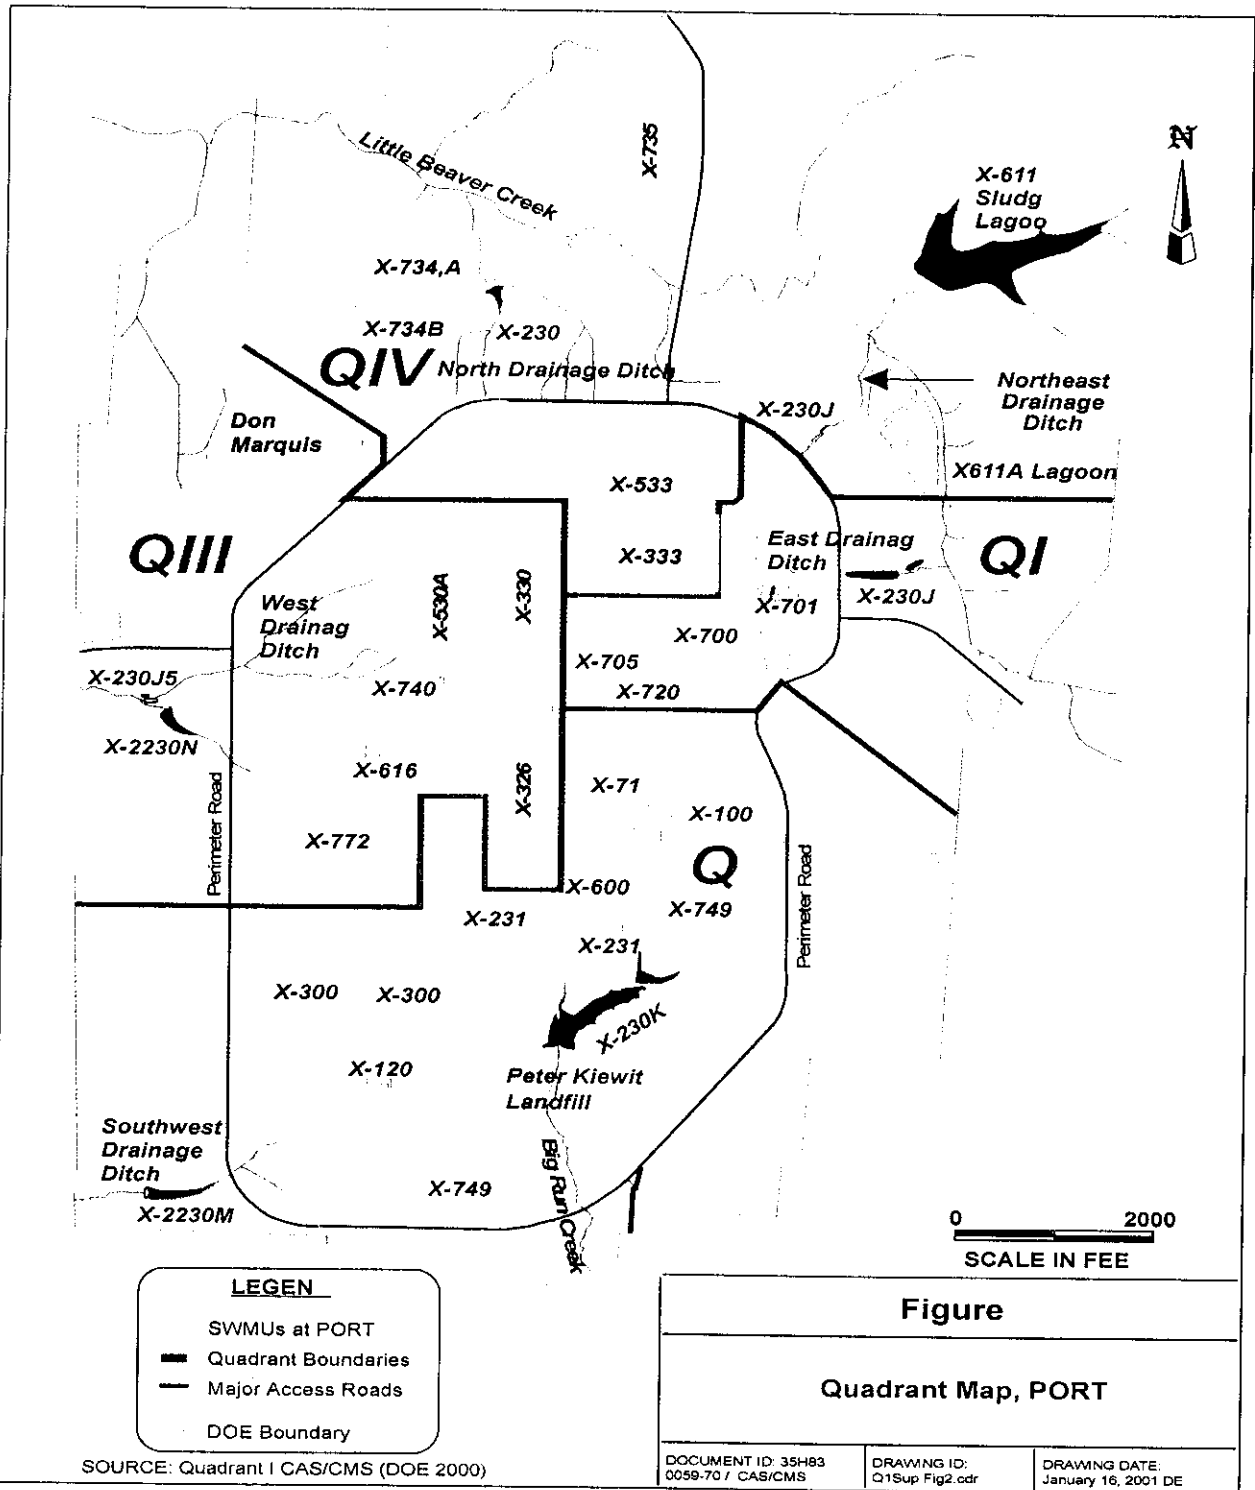 X-735
N
Little Beaver Creek
X-611
Sludg
Lagoo
X-734,A
X-734B
X-230
QIV
North Drainage Ditch
Northeast
Drainage
Ditch
Don
Marquis
X-230J
X611A Lagoon
X-533
QIII
X-333
East Drainag
Ditch
QI
West
Drainag
Ditch
X-530A
X-330
X-701
X-230J
X-700
X-705
X-720
X-230J5
X-740
X-2230N
X-616
X-326
X-71
X-100
Perimeter Road
X-772
Q
Perimeter Road
X-600
X-749
X-231
X-231
X-300
X-300
X-230K
X-120
Peter Kiewit
Landfill
Southwest
Drainage
Ditch
Big Run Creek
X-749
X-2230M
0 2000
SCALE IN FEE
LEGEN
SWMUs at PORT
Quadrant Boundaries
Major Access Roads
DOE Boundary
SOURCE: Quadrant I CAS/CMS (DOE 2000)
Figure
Quadrant Map, PORT
DOCUMENT ID: 35H83
0059-70 / CAS/CMS
DRAWING ID:
Q1Sup Fig2.cdr
DRAWING DATE:
January 16, 2001 DE